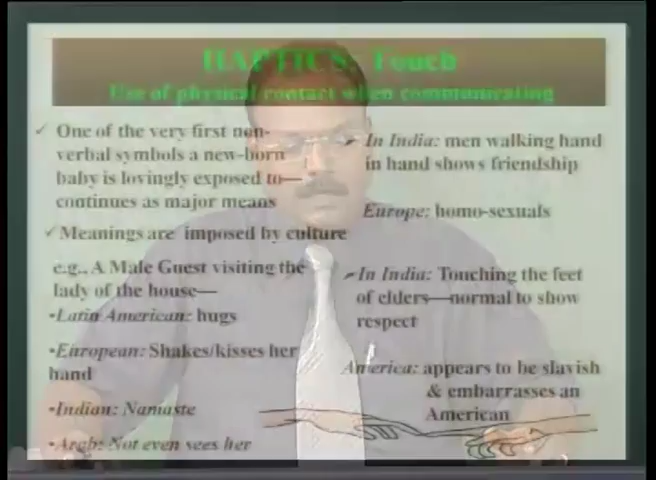 HAPTICS: Touch
Use of physical contact when communicating
✓ One of the very first non-
verbal symbols a new-born
baby is lovingly exposed to—
continues as major means
✓Meanings are imposed by culture
e.g., A Male Guest visiting the
lady of the house—
•Latin American: hugs
•European: Shakes/kisses her
hand
•Indian: Namaste
•Arab: Not even sees her
In India: men walking hand
in hand shows friendship
Europe: homo-sexuals
In India: Touching the feet
of elders—normal to show
respect
America: appears to be slavish
& embarrasses an
American